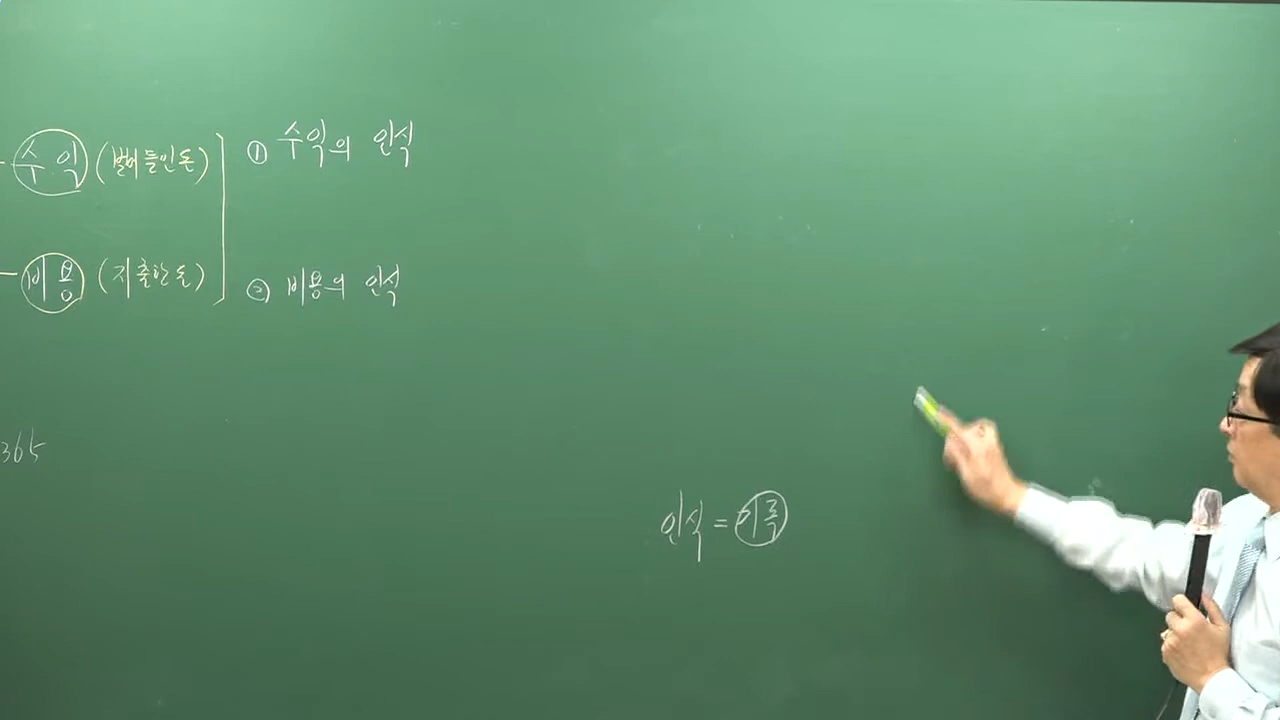 수익 (벌어들인돈) ① 수익의 인식
비용 (지출한돈) ② 비용의 인식
365
인식 = 기록